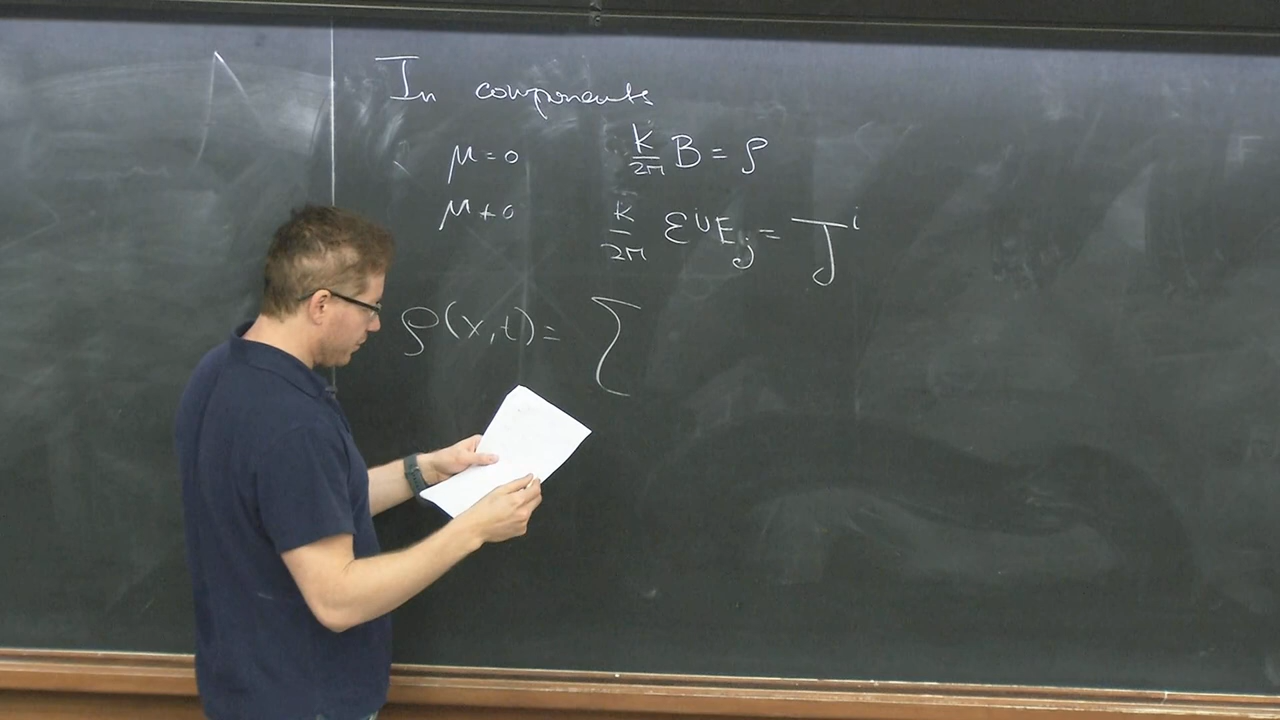 In components
μ=0 k/2π B = ρ
μ≠0 k/2π ε^{ij}E_j = J^i
ρ(x,t) = Σ